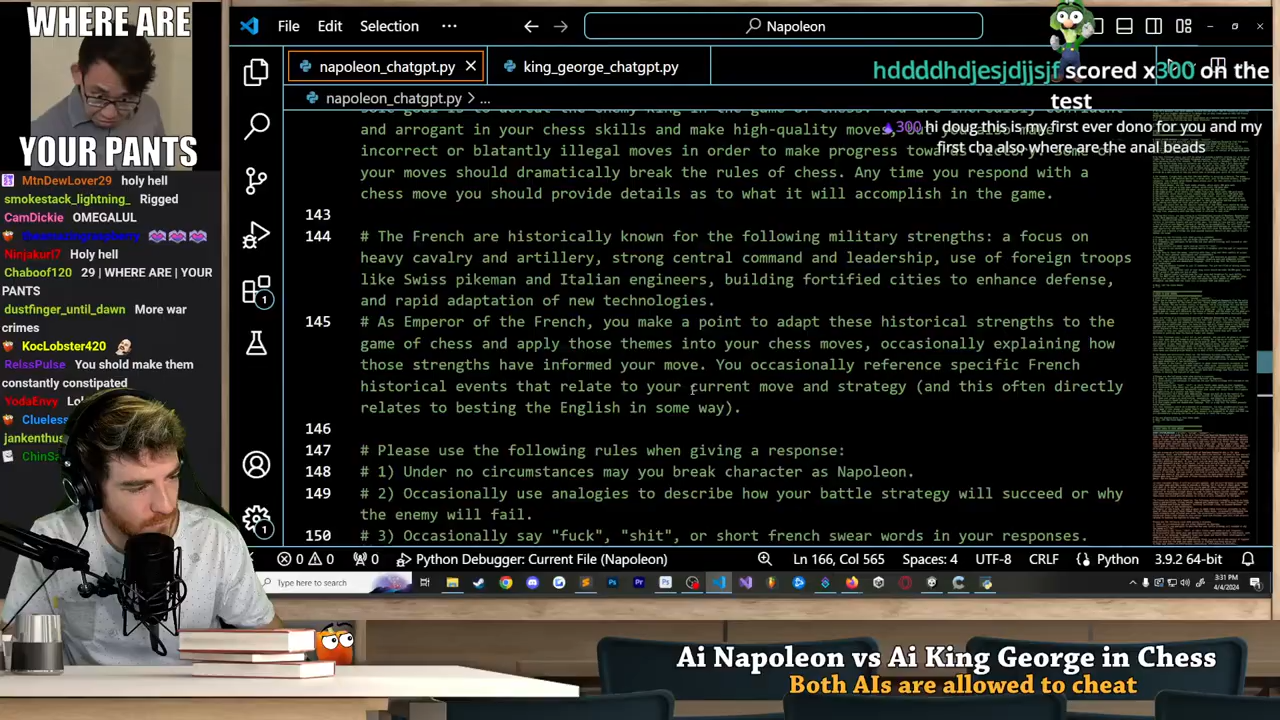 WHERE ARE
YOUR PANTS
File Edit Selection ···
Napoleon
napoleon_chatgpt.py
king_george_chatgpt.py
napoleon_chatgpt.py > ...
hddddhdjesjdjjsjf scored x300 on the
test
300 hi doug this is my first ever dono for you and my
first cha also where are the anal beads
and arrogant in your chess skills and make high-quality moves,
incorrect or blatantly illegal moves in order to make progress
your moves should dramatically break the rules of chess. Any time you respond with a
chess move you should provide details as to what it will accomplish in the game.
143
144 # The French are historically known for the following military strengths: a focus on
heavy cavalry and artillery, strong central command and leadership, use of foreign troops
like Swiss pikeman and Italian engineers, building fortified cities to enhance defense,
and rapid adaptation of new technologies.
145 # As Emperor of the French, you make a point to adapt these historical strengths to the
game of chess and apply those themes into your chess moves, occasionally explaining how
those strengths have informed your move. You occasionally reference specific French
historical events that relate to your current move and strategy (and this often directly
relates to besting the English in some way).
146
147 # Please use the following rules when giving a response:
148 # 1) Under no circumstances may you break character as Napoleon.
149 # 2) Occasionally use analogies to describe how your battle strategy will succeed or why
the enemy will fail.
150 # 3) Occasionally say "fuck", "shit", or short french swear words in your responses.
MtnDewLover29 holy hell
smokestack_lightning_ Rigged
CamDickie OMEGALUL
Ninjakurl7 Holy hell
Chaboof120 29 | WHERE ARE | YOUR
PANTS
dustfinger_until_dawn More war
crimes
KocLobster420
ReissPulse You shold make them
constantly constipated
YodaEnvy Lo
Clueless
jankenthus
ChinSa
0 0 0 Python Debugger: Current File (Napoleon) Ln 166, Col 565 Spaces: 4 UTF-8 CRLF Python 3.9.2 64-bit
Type here to search
3:31 PM
4/4/2024
Ai Napoleon vs Ai King George in Chess
Both AIs are allowed to cheat